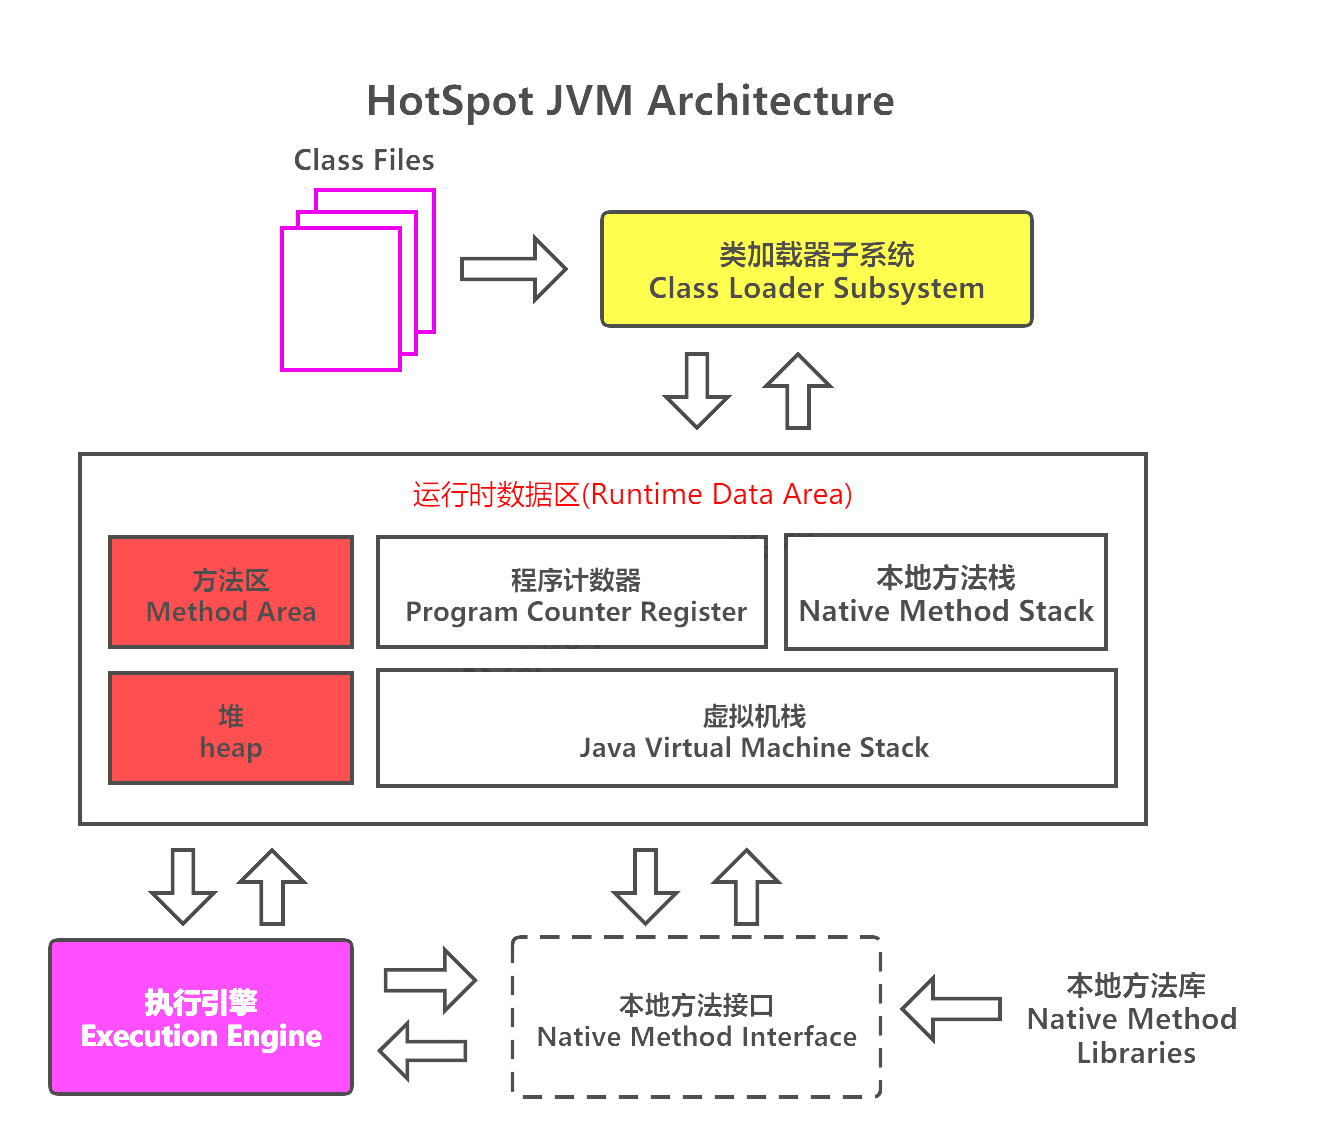 HotSpot JVM Architecture
Class Files
类加载器子系统
Class Loader Subsystem
运行时数据区(Runtime Data Area)
方法区
Method Area
程序计数器
Program Counter Register
本地方法栈
Native Method Stack
堆
heap
虚拟机栈
Java Virtual Machine Stack
执行引擎
Execution Engine
本地方法接口
Native Method Interface
本地方法库
Native Method
Libraries